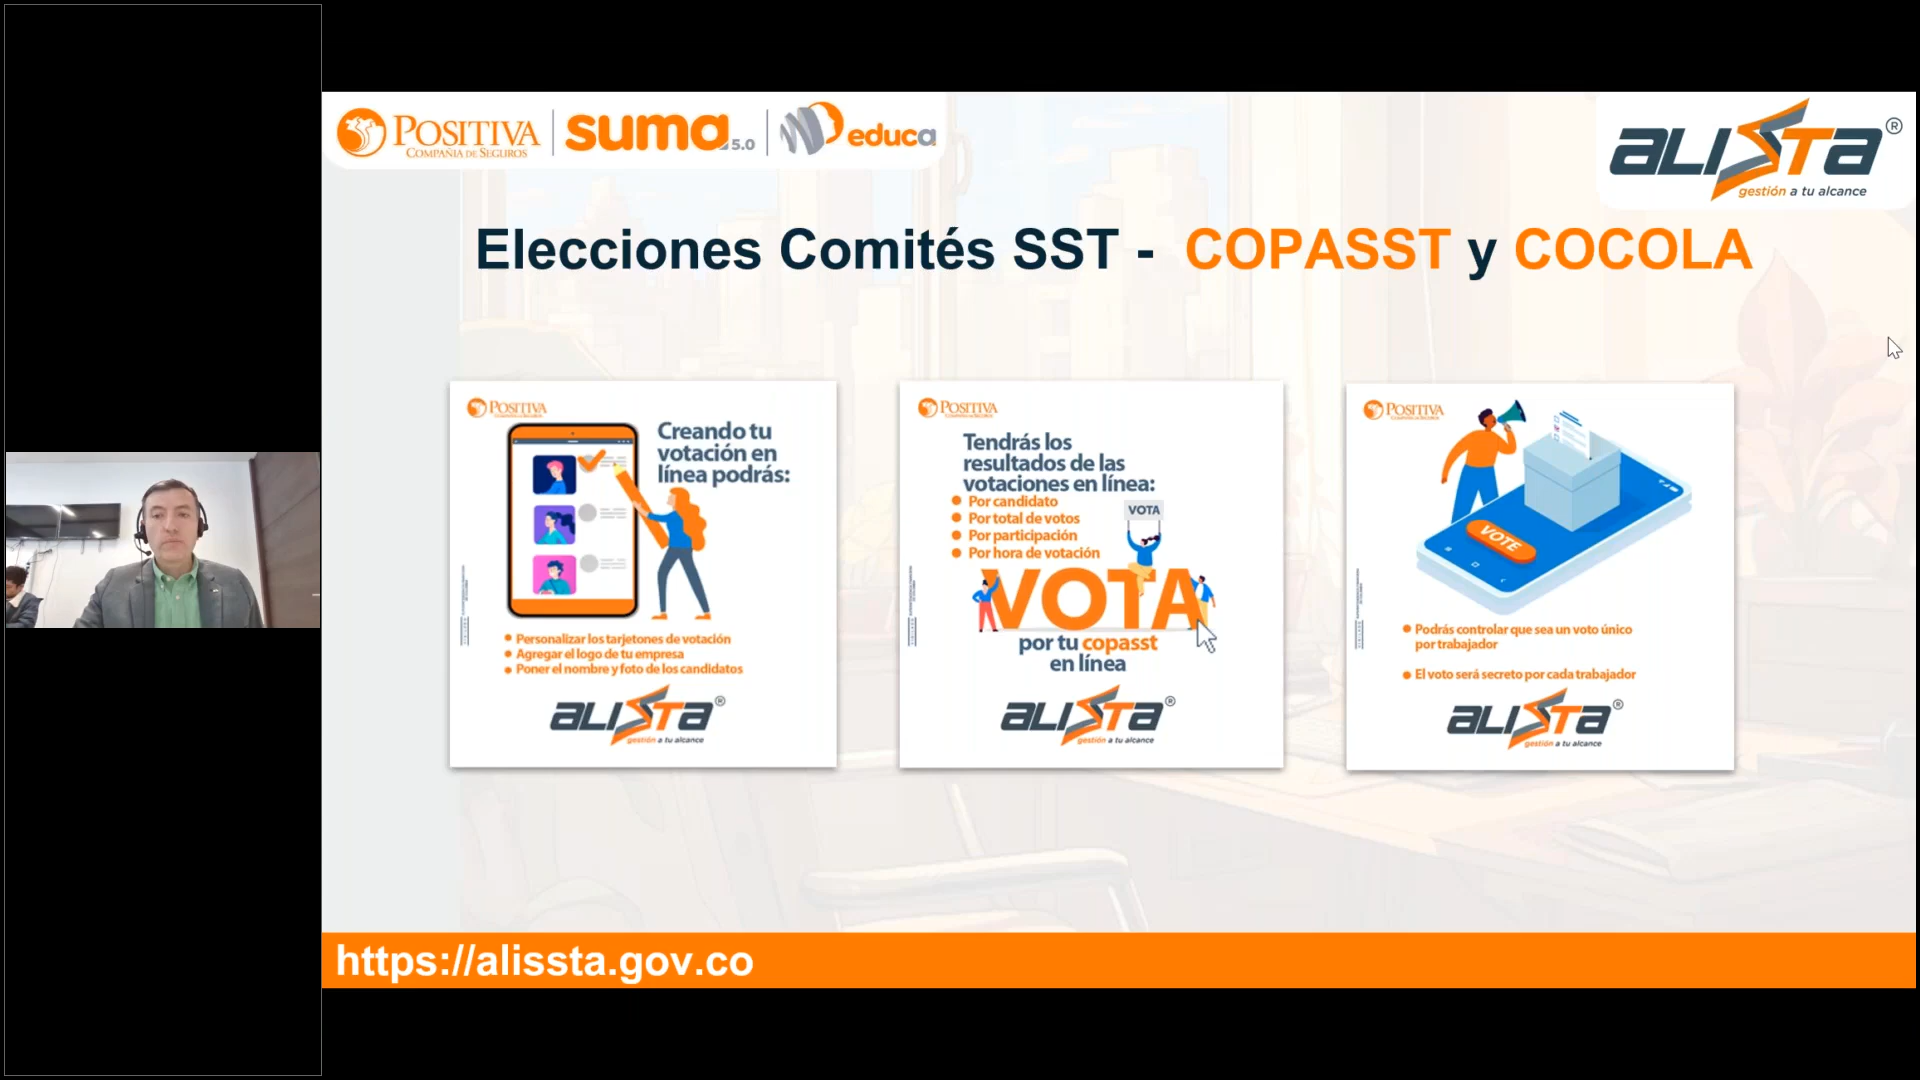 POSITIVA
COMPAÑIA DE SEGUROS
suma 5.0
educa
ALISSTA ®
gestión a tu alcance
Elecciones Comités SST - COPASST y COCOLA
POSITIVA
Creando tu
votación en
línea podrás:
Personalizar los tarjetones de votación
Agregar el logo de tu empresa
Poner el nombre y foto de los candidatos
ALISSTA ®
gestión a tu alcance
POSITIVA
Tendrás los
resultados de las
votaciones en línea:
Por candidato
Por total de votos
Por participación
Por hora de votación
VOTA
VOTA
por tu copasst
en línea
ALISSTA ®
gestión a tu alcance
POSITIVA
VOTE
Podrás controlar que sea un voto único
por trabajador
El voto será secreto por cada trabajador
ALISSTA ®
gestión a tu alcance
https://alissta.gov.co